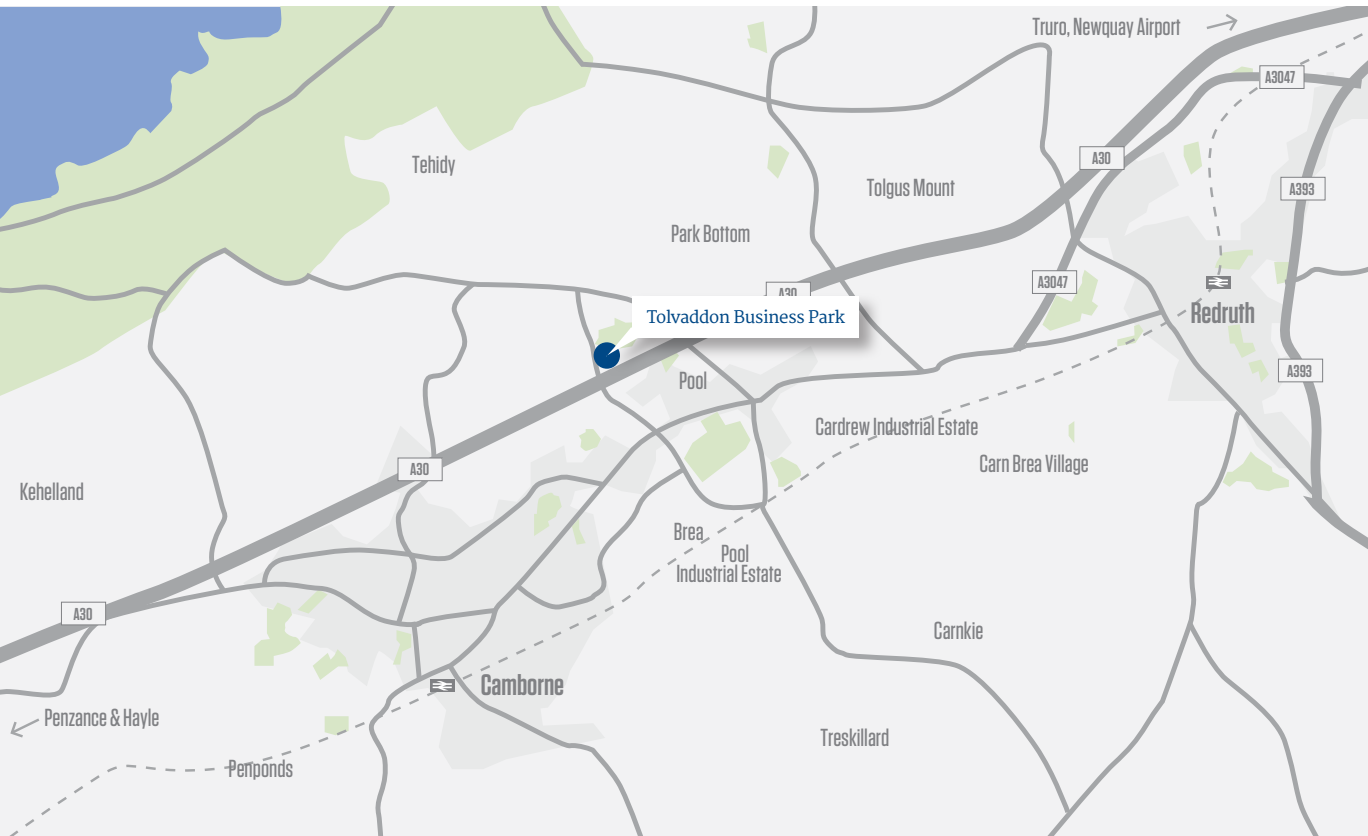 Truro, Newquay Airport
A3047
A30
Tehidy
Tolgus Mount
A393
Park Bottom
A3047
A30
Redruth
Tolvaddon Business Park
Pool
A393
Cardrew Industrial Estate
Carn Brea Village
A30
Kehelland
Brea
Pool
Industrial Estate
A30
Carnkie
Camborne
Penzance & Hayle
Treskillard
Penponds